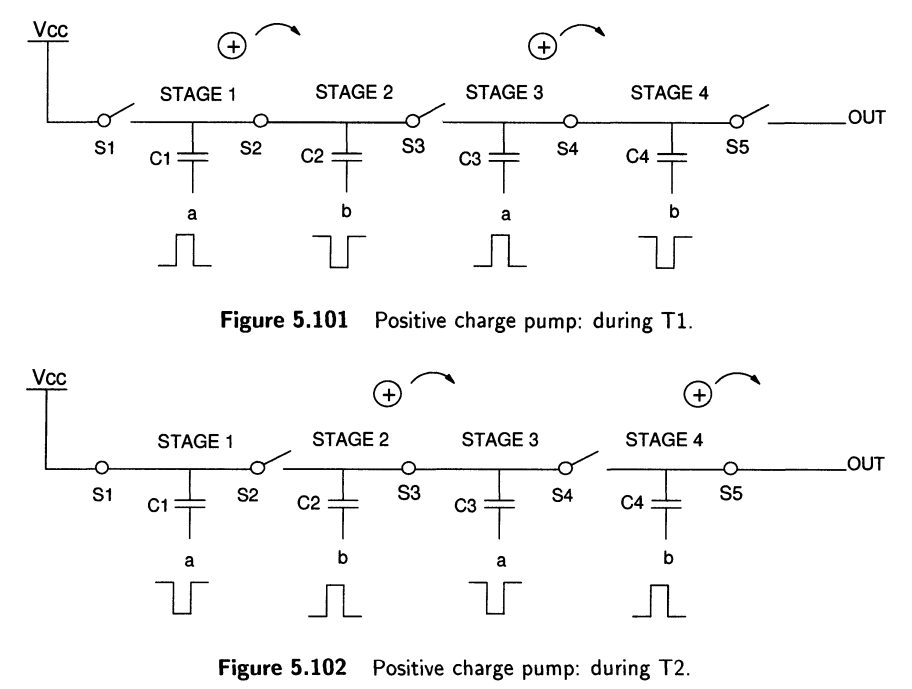 Vcc
STAGE 1 STAGE 2 STAGE 3 STAGE 4
OUT
S1 C1 S2 C2 S3 C3 S4 C4 S5
a b a b
Figure 5.101 Positive charge pump: during T1.
Vcc
STAGE 1 STAGE 2 STAGE 3 STAGE 4
OUT
S1 C1 S2 C2 S3 C3 S4 C4 S5
a b a b
Figure 5.102 Positive charge pump: during T2.